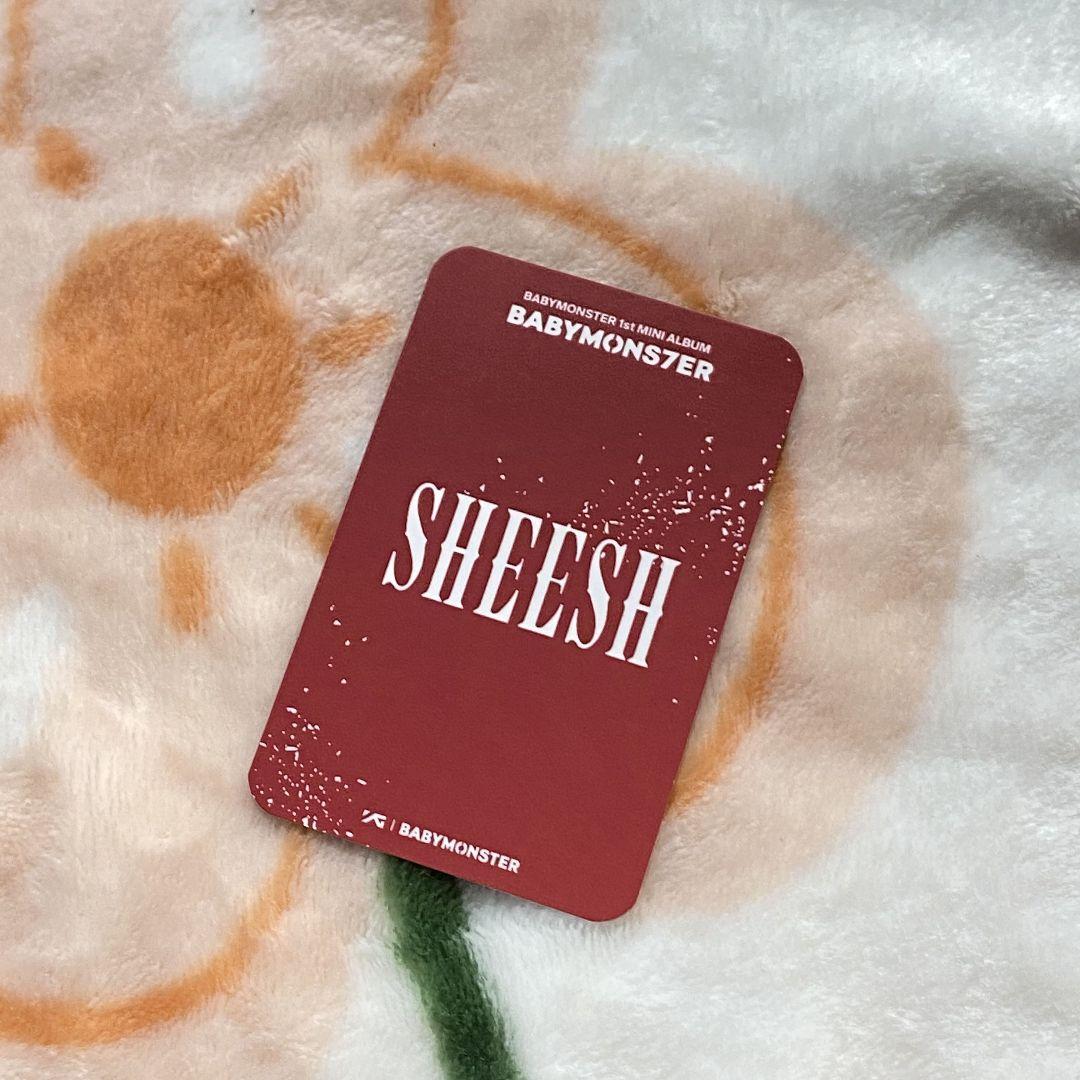 BABYMONSTER 1st MINI ALBUM
BABYMONS7ER
SHEESH
YG | BABYMONSTER